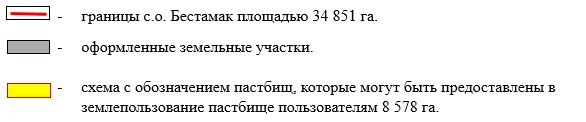 - границы с.о. Бестамак площадью 34 851 га.
- оформленные земельные участки.
- схема с обозначением пастбищ, которые могут быть предоставлены в
землепользование пастбище пользователям 8 578 га.